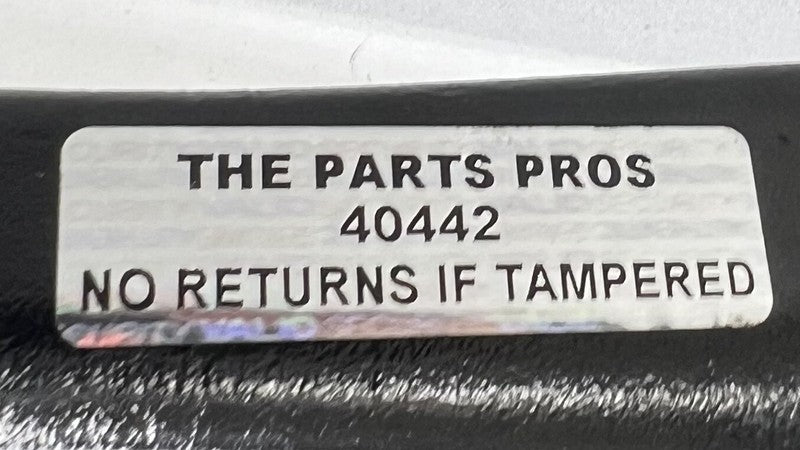 THE PARTS PROS
40442
NO RETURNS IF TAMPERED